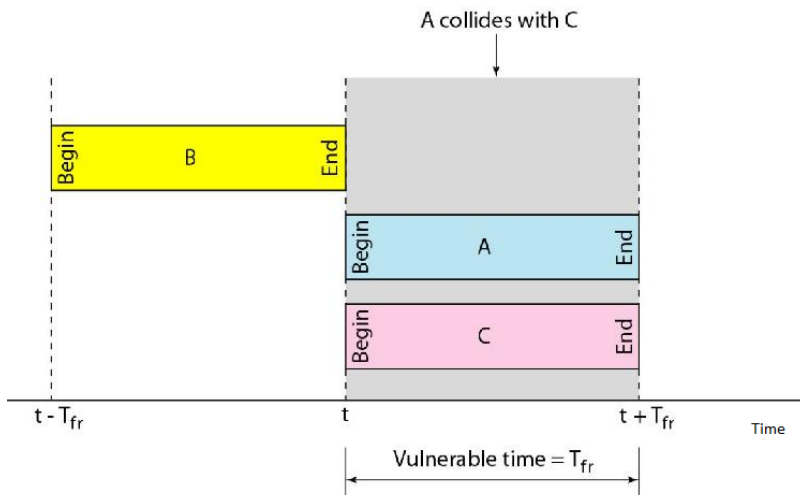 A collides with C
Begin B End
Begin A End
Begin C End
t - Tfr t t + Tfr
Time
Vulnerable time = Tfr